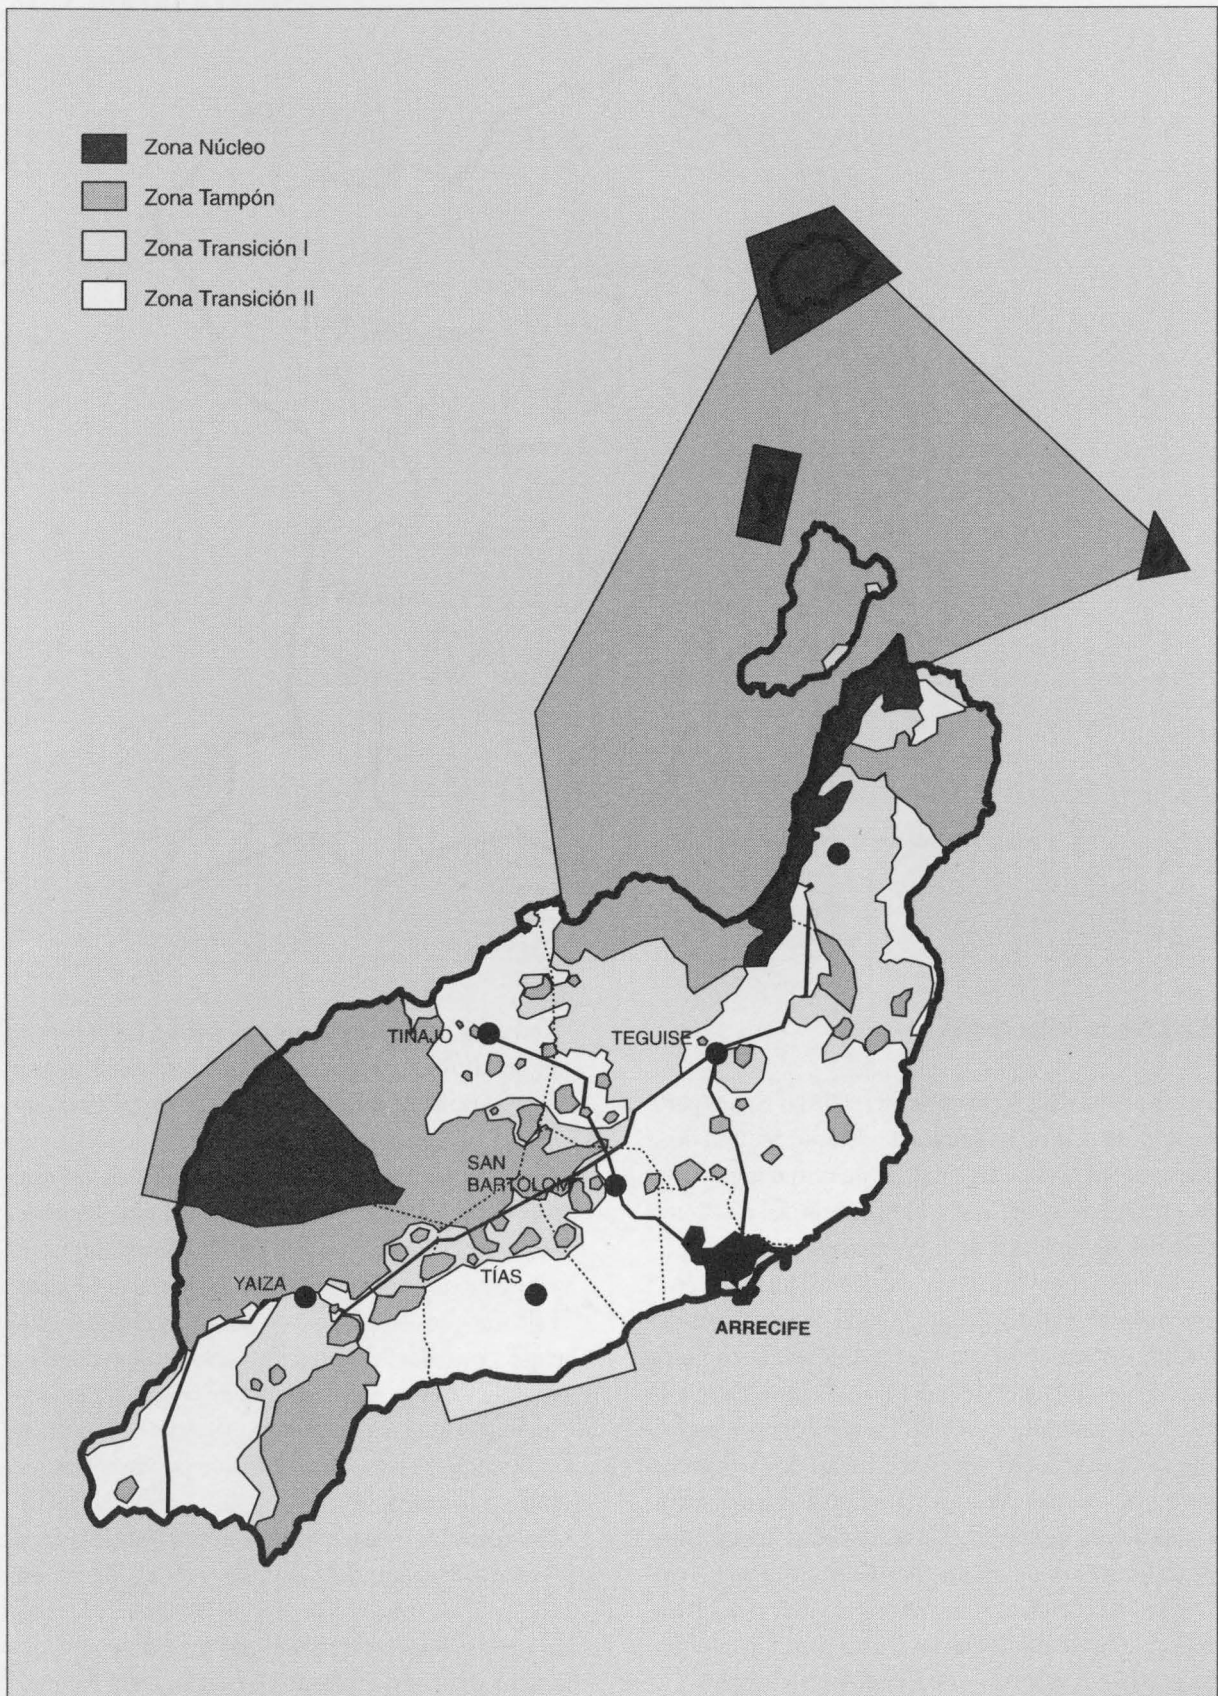 Zona Núcleo
Zona Tampón
Zona Transición I
Zona Transición II
TINAJO
TEGUISE
SAN
BARTOLOM
YAIZA
TÍAS
ARRECIFE